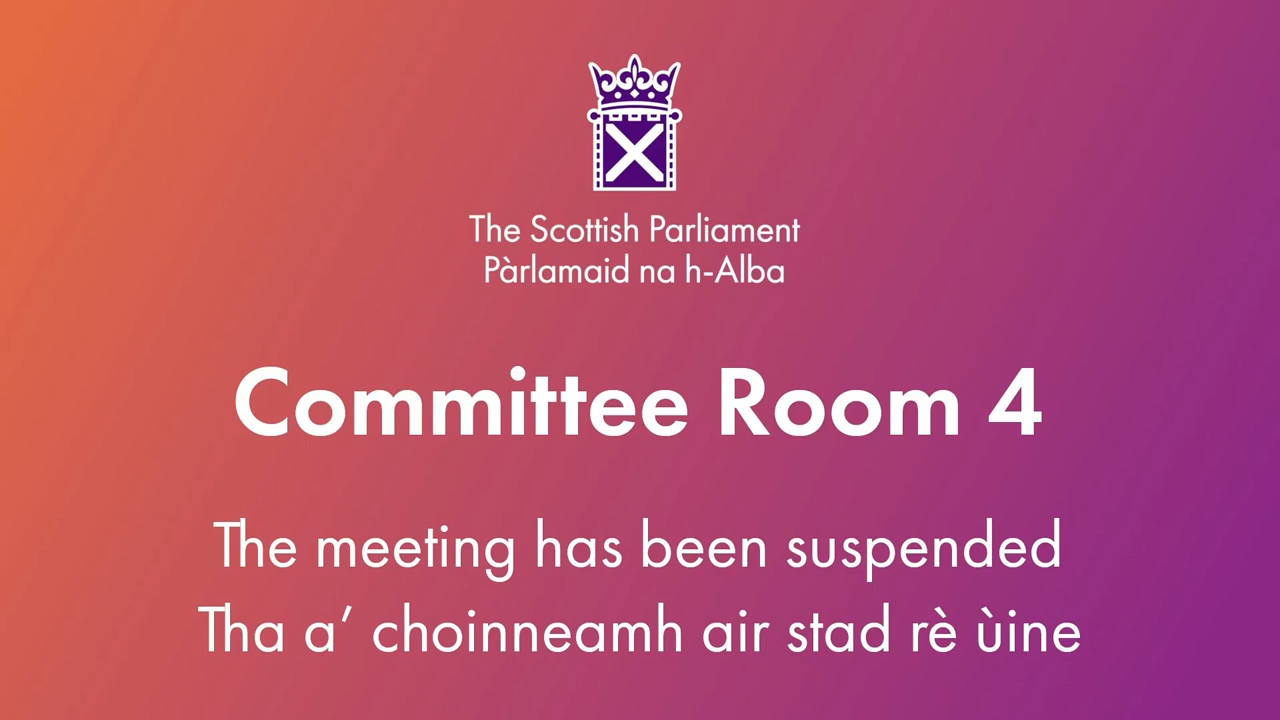 The Scottish Parliament
Pàrlamaid na h-Alba
Committee Room 4
The meeting has been suspended
Tha a’ choinneamh air stad rè ùine